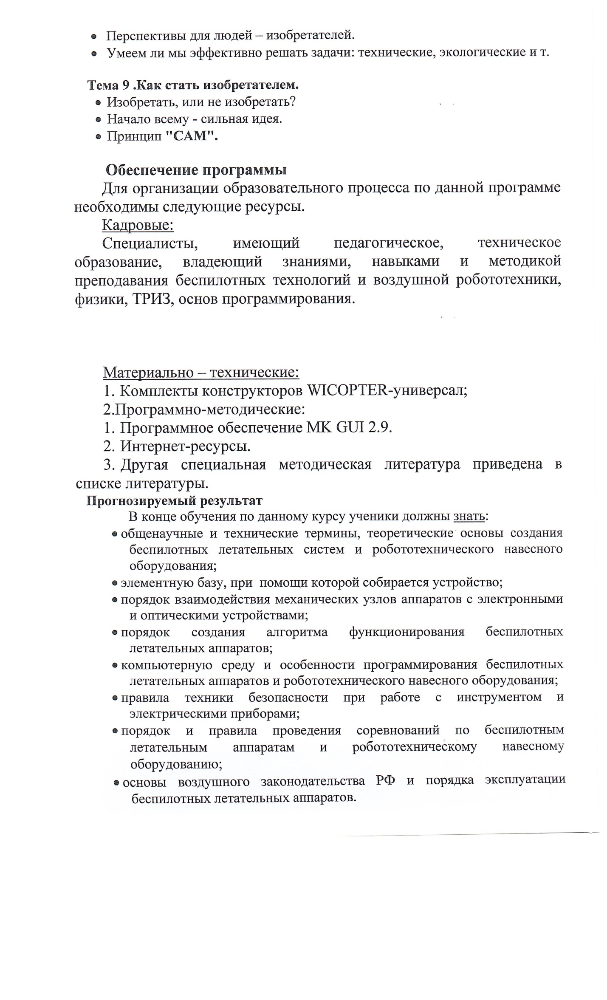 • Перспективы для людей – изобретателей.
• Умеем ли мы эффективно решать задачи: технические, экологические и т.
Тема 9 .Как стать изобретателем.
• Изобретать, или не изобретать?
• Начало всему - сильная идея.
• Принцип "САМ".
Обеспечение программы
Для организации образовательного процесса по данной программе
необходимы следующие ресурсы.
Кадровые:
Специалисты, имеющий педагогическое, техническое
образование, владеющий знаниями, навыками и методикой
преподавания беспилотных технологий и воздушной робототехники,
физики, ТРИЗ, основ программирования.
Материально – технические:
1. Комплекты конструкторов WICOPTER-универсал;
2.Программно-методические:
1. Программное обеспечение MK GUI 2.9.
2. Интернет-ресурсы.
3. Другая специальная методическая литература приведена в
списке литературы.
Прогнозируемый результат
В конце обучения по данному курсу ученики должны знать:
• общенаучные и технические термины, теоретические основы создания
беспилотных летательных систем и робототехнического навесного
оборудования;
• элементную базу, при помощи которой собирается устройство;
• порядок взаимодействия механических узлов аппаратов с электронными
и оптическими устройствами;
• порядок создания алгоритма функционирования беспилотных
летательных аппаратов;
• компьютерную среду и особенности программирования беспилотных
летательных аппаратов и робототехнического навесного оборудования;
• правила техники безопасности при работе с инструментом и
электрическими приборами;
• порядок и правила проведения соревнований по беспилотным
летательным аппаратам и робототехническому навесному
оборудованию;
• основы воздушного законодательства РФ и порядка эксплуатации
беспилотных летательных аппаратов.